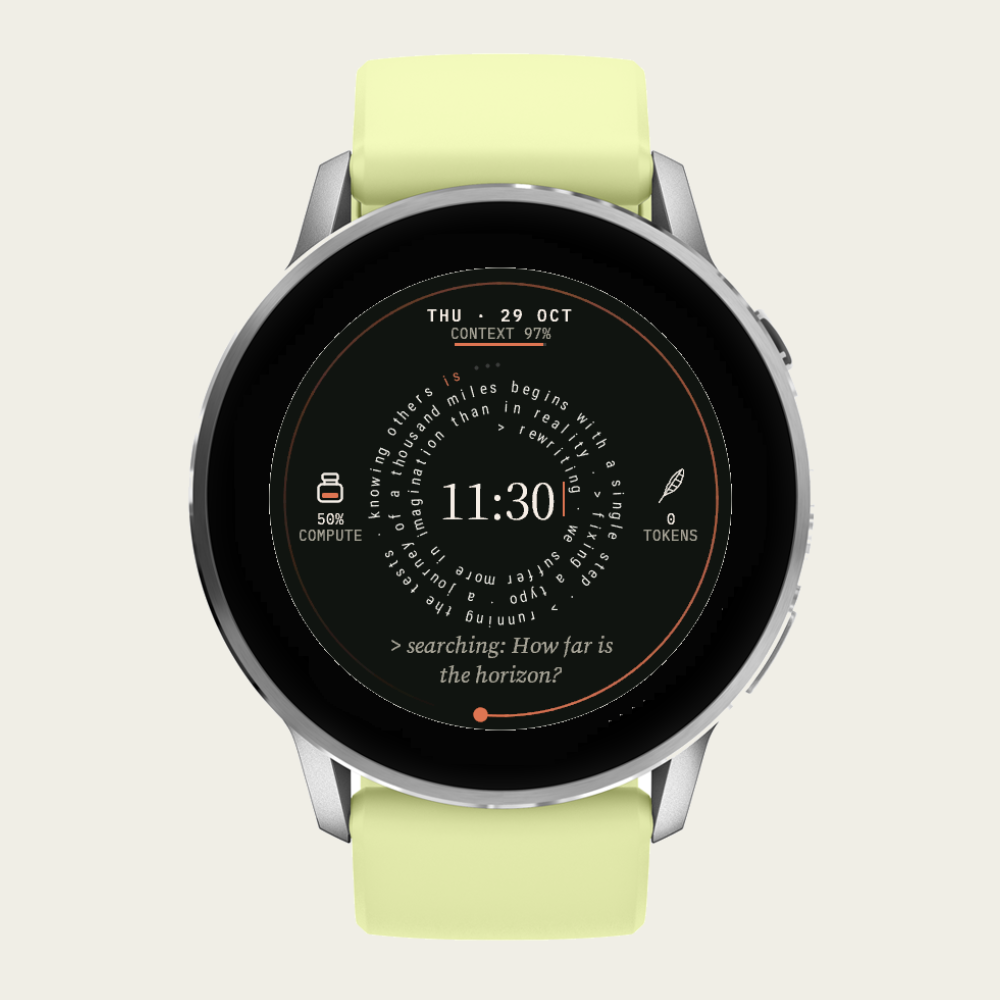 THU · 29 OCT
CONTEXT 97%
> rewriting · we suffer more in imagination than in reality · > fixing a typo · a journey of a thousand miles begins with a single step · > running the tests · knowing others is ...
11:30
50%
COMPUTE
0
TOKENS
> searching: How far is
the horizon?